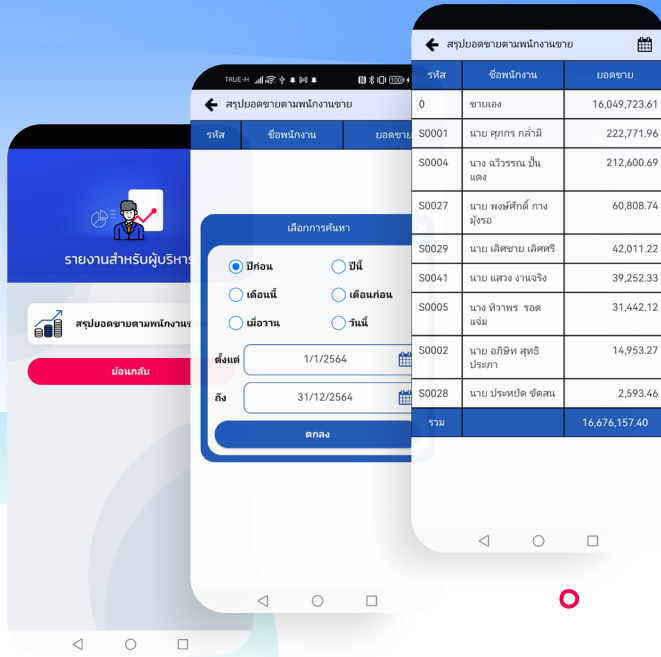 รายงานสำหรับผู้บริหาร
สรุปยอดขายตามพนักงาน
ย้อนกลับ
TRUE-H
100
สรุปยอดขายตามพนักงานขาย
รหัส ชื่อพนักงาน ยอดขาย
เลือกการค้นหา
ปีก่อน ปีนี้
เดือนนี้ เดือนก่อน
เมื่อวาน วันนี้
ตั้งแต่ 1/1/2564
ถึง 31/12/2564
ตกลง
สรุปยอดขายตามพนักงานขาย
รหัส ชื่อพนักงาน ยอดขาย
0 ขายเอง 16,049,723.61
S0001 นาย ศุภกร กล่ำมี 222,771.96
S0004 นาง ฉวีวรรณ ปั้น 212,600.69
แดง
S0027 นาย พงษ์ศักดิ์ กาง 60,808.74
มุ้งรอ
S0029 นาย เลิศชาย เลิศศรี 42,011.22
S0041 นาย แสวง งานจริง 39,252.33
S0005 นาง ทิวาพร รอด 31,442.12
แจ่ม
S0002 นาย อภิษิท สุทธิ 14,953.27
ประภา
S0028 นาย ประหยัด ขัดสน 2,593.46
รวม 16,676,157.40